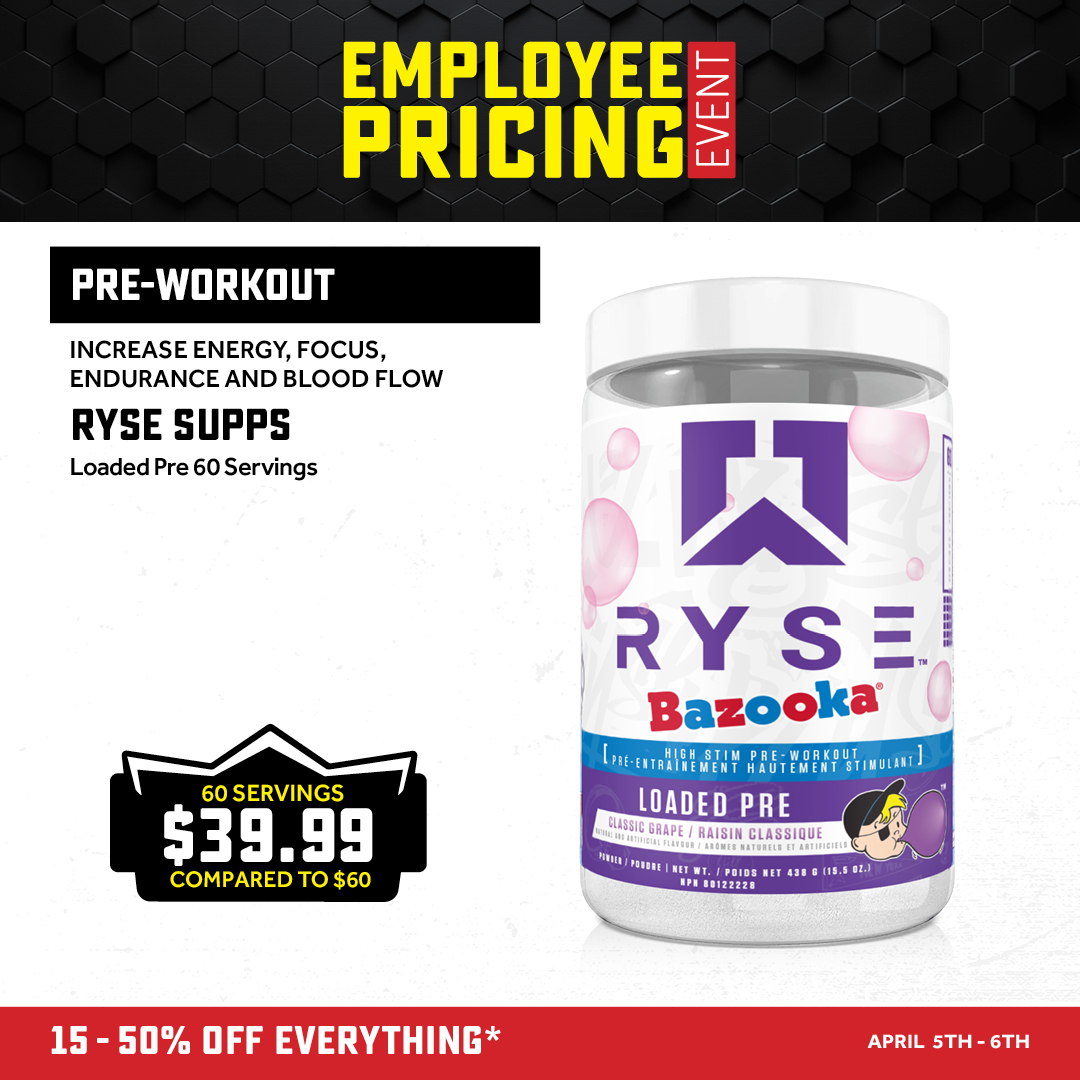 EMPLOYEE
PRICING
EVENT
PRE-WORKOUT
INCREASE ENERGY, FOCUS,
ENDURANCE AND BLOOD FLOW
RYSE SUPPS
Loaded Pre 60 Servings
60 SERVINGS
$39.99
COMPARED TO $60
RYSE™
Bazooka®
[ HIGH STIM PRE-WORKOUT
PRÉ-ENTRAÎNEMENT HAUTEMENT STIMULANT ]
LOADED PRE
CLASSIC GRAPE / RAISIN CLASSIQUE
NATURAL AND ARTIFICIAL FLAVOUR / ARÔMES NATURELS ET ARTIFICIELS
POWDER / POUDRE | NET WT. / POIDS NET 438 G (15.5 OZ.)
NPN 80122228
15 - 50% OFF EVERYTHING*
APRIL 5TH - 6TH